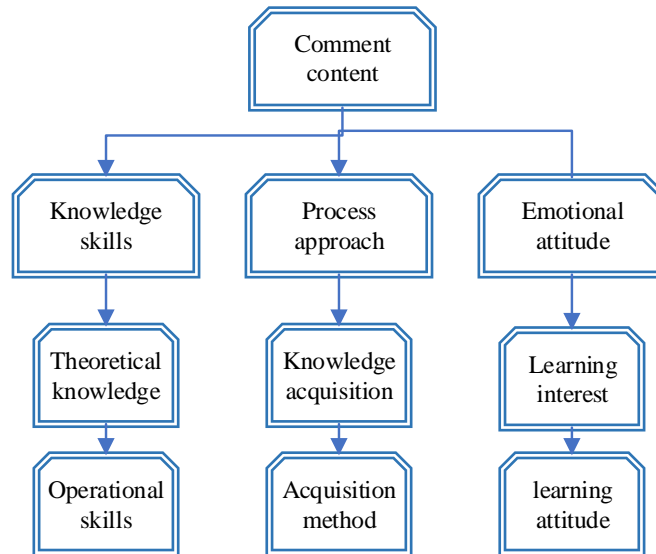 Comment
content
Knowledge
skills
Process
approach
Emotional
attitude
Theoretical
knowledge
Knowledge
acquisition
Learning
interest
Operational
skills
Acquisition
method
learning
attitude